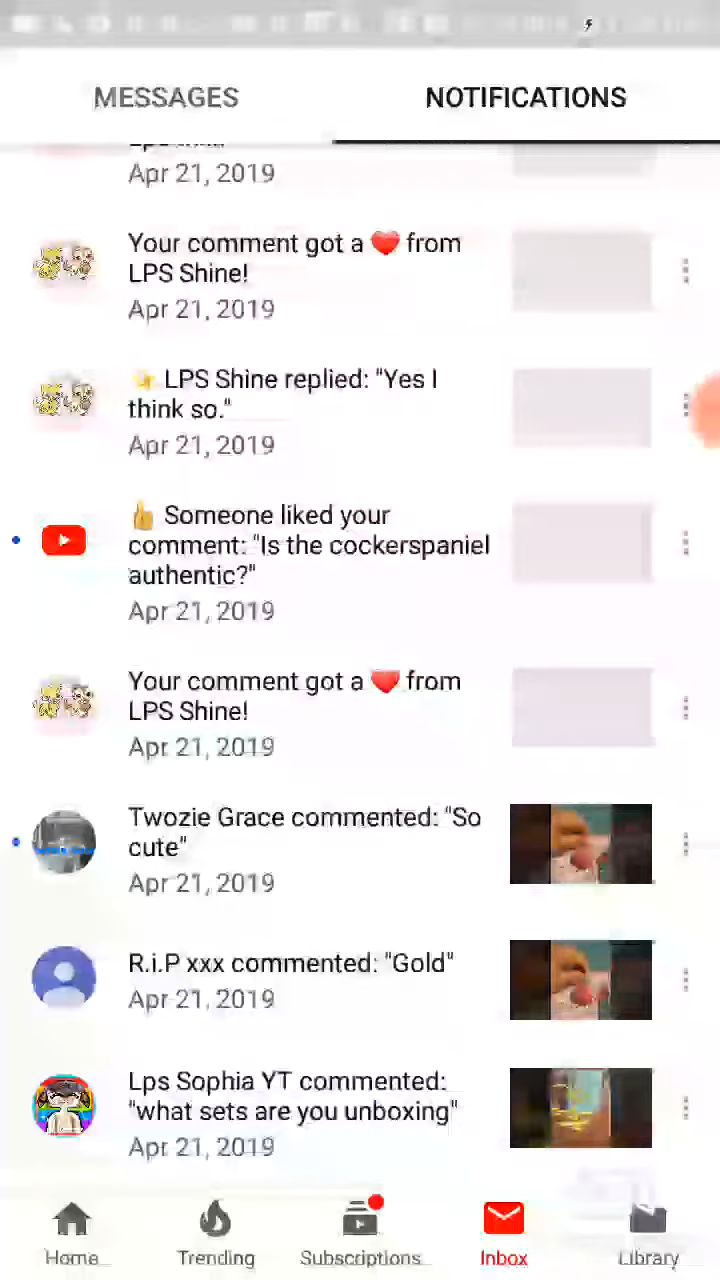 MESSAGES
NOTIFICATIONS
Apr 21, 2019
Your comment got a ❤️ from
LPS Shine!
Apr 21, 2019
👉 LPS Shine replied: "Yes I
think so."
Apr 21, 2019
👍 Someone liked your
comment: "Is the cockerspaniel
authentic?"
Apr 21, 2019
Your comment got a ❤️ from
LPS Shine!
Apr 21, 2019
Twozie Grace commented: "So
cute"
Apr 21, 2019
R.i.P xxx commented: "Gold"
Apr 21, 2019
Lps Sophia YT commented:
"what sets are you unboxing"
Apr 21, 2019
Home
Trending
Subscriptions
Inbox
Library